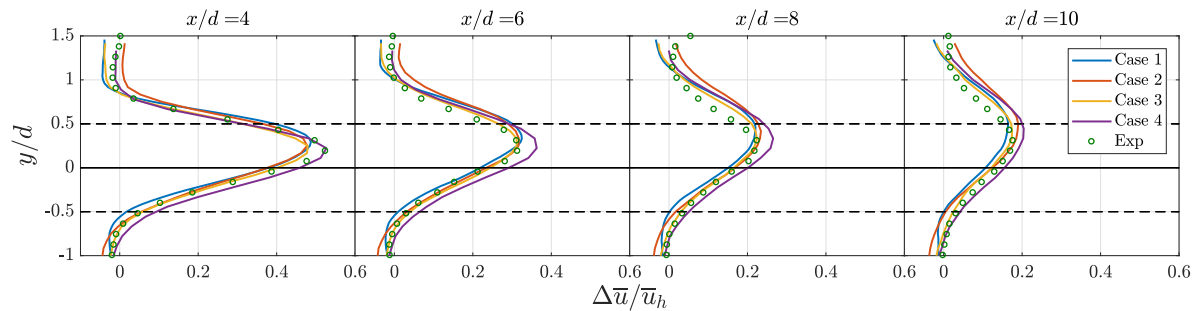 x/d =4 x/d =6 x/d =8 x/d =10
1.5
1
0.5
0
-0.5
-1
y/d
Case 1
Case 2
Case 3
Case 4
Exp
0 0.2 0.4 0.6 0 0.2 0.4 0.6 0 0.2 0.4 0.6 0 0.2 0.4 0.6
Δu̅/u̅ₕ